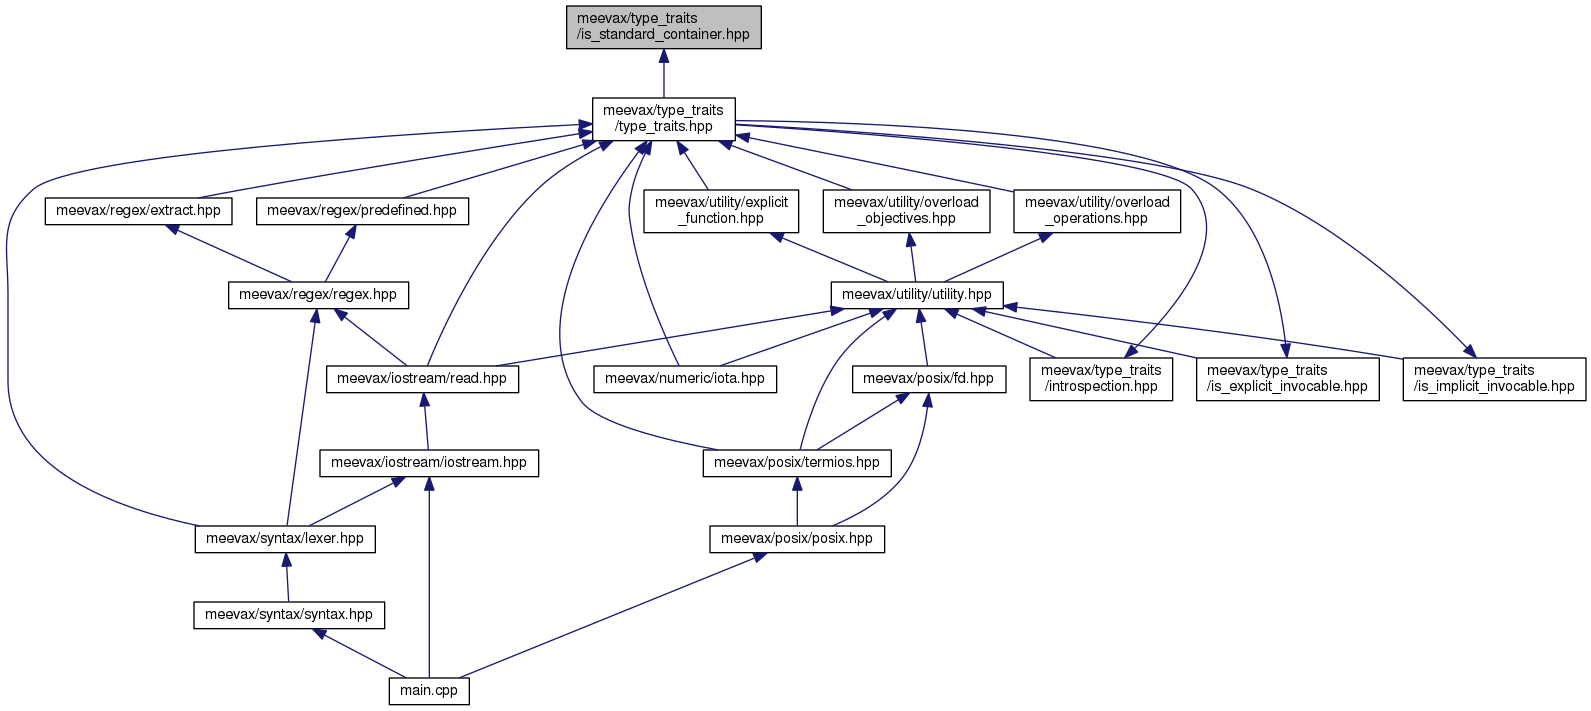 meevax/type_traits
/is_standard_container.hpp
meevax/type_traits
/type_traits.hpp
meevax/regex/extract.hpp
meevax/regex/predefined.hpp
meevax/utility/explicit
_function.hpp
meevax/utility/overload
_objectives.hpp
meevax/utility/overload
_operations.hpp
meevax/regex/regex.hpp
meevax/utility/utility.hpp
meevax/iostream/read.hpp
meevax/numeric/iota.hpp
meevax/posix/fd.hpp
meevax/type_traits
/introspection.hpp
meevax/type_traits
/is_explicit_invocable.hpp
meevax/type_traits
/is_implicit_invocable.hpp
meevax/iostream/iostream.hpp
meevax/posix/termios.hpp
meevax/syntax/lexer.hpp
meevax/posix/posix.hpp
meevax/syntax/syntax.hpp
main.cpp